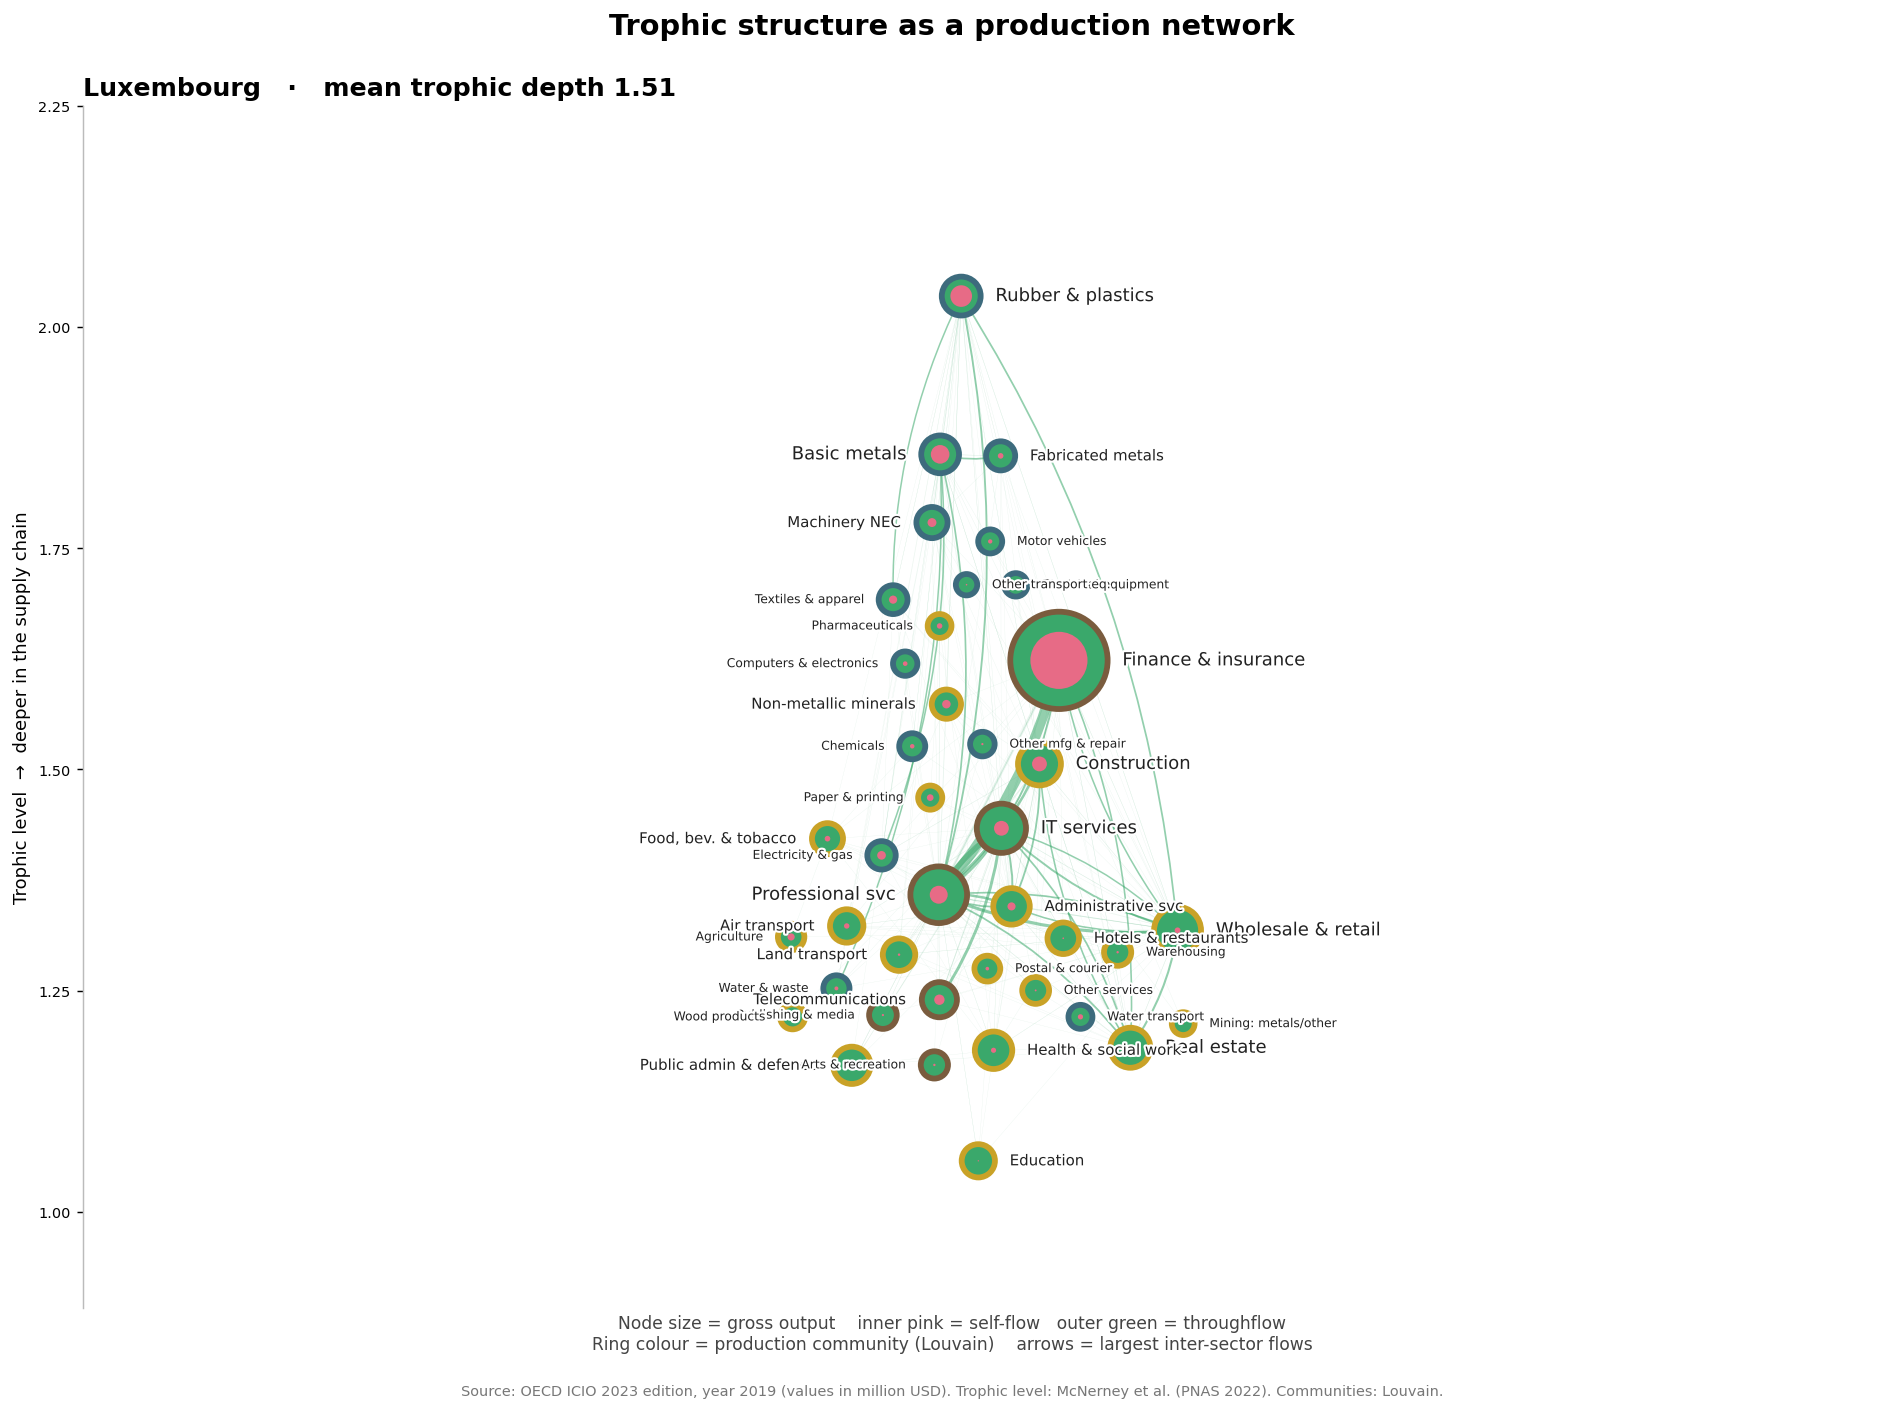 Trophic structure as a production network
Luxembourg · mean trophic depth 1.51
2.25
2.00
1.75
1.50
1.25
1.00
Trophic level → deeper in the supply chain
Rubber & plastics
Basic metals
Fabricated metals
Machinery NEC
Motor vehicles
Other transport eq.
equipment
Textiles & apparel
Pharmaceuticals
Computers & electronics
Finance & insurance
Non-metallic minerals
Chemicals
Other mfg & repair
Construction
Paper & printing
Food, bev. & tobacco
IT services
Electricity & gas
Professional svc
Administrative svc
Air transport
Agriculture
Wholesale & retail
Hotels & restaurants
Land transport
Warehousing
Postal & courier
Water & waste
Other services
Telecommunications
Wood products
& media
Water transport
Mining: metals/other
Health & social work
Real estate
Public admin &
Arts & recreation
Education
Node size = gross output inner pink = self-flow outer green = throughflow
Ring colour = production community (Louvain) arrows = largest inter-sector flows
Source: OECD ICIO 2023 edition, year 2019 (values in million USD). Trophic level: McNerney et al. (PNAS 2022). Communities: Louvain.